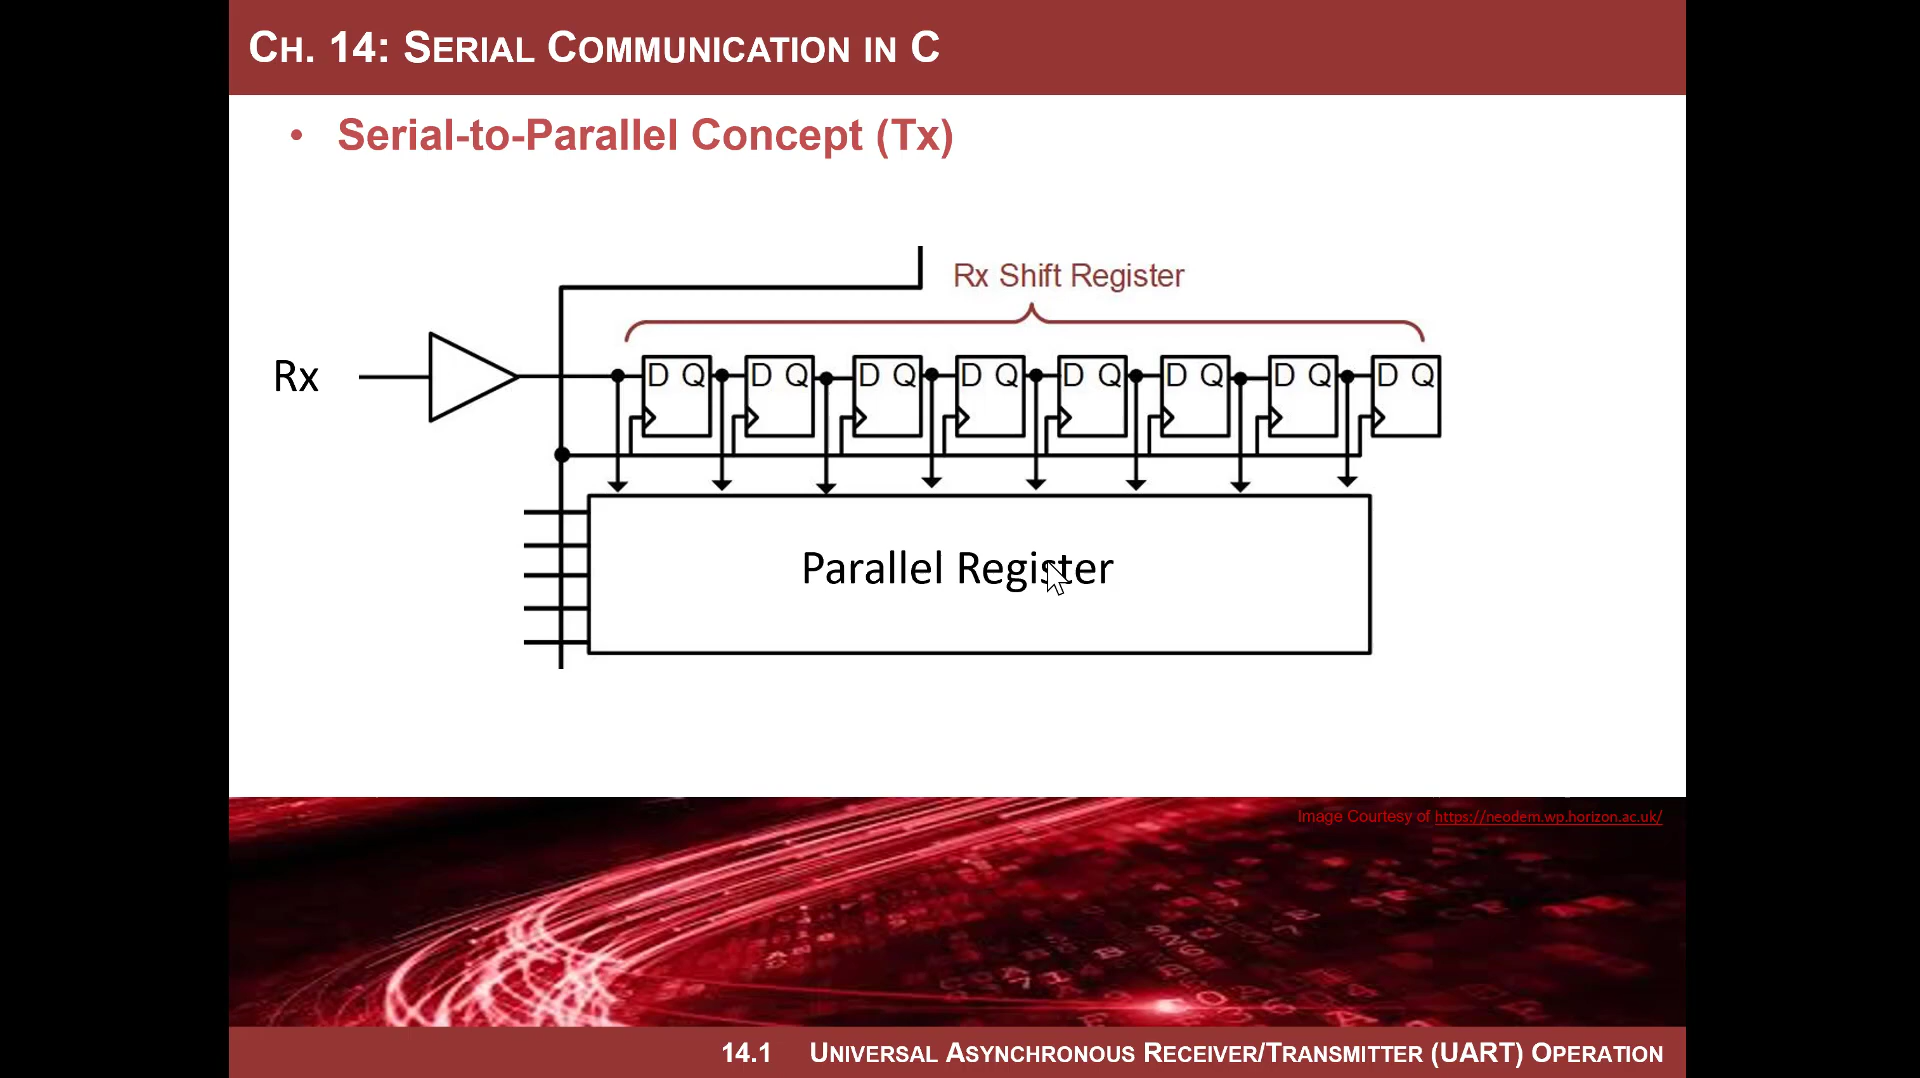 CH. 14: SERIAL COMMUNICATION IN C
• Serial-to-Parallel Concept (Tx)
Rx Shift Register
Rx
D Q D Q D Q D Q D Q D Q D Q D Q
Parallel Register
Image Courtesy of https://neodem.wp.horizon.ac.uk/
14.1 UNIVERSAL ASYNCHRONOUS RECEIVER/TRANSMITTER (UART) OPERATION